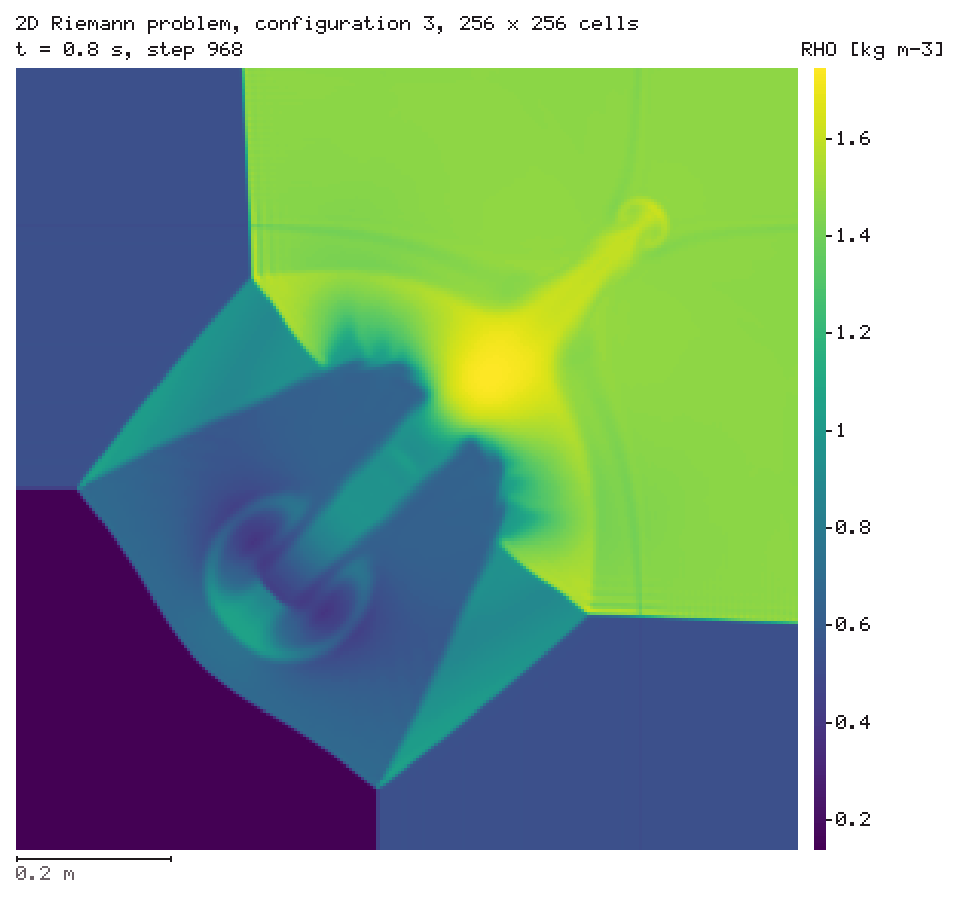 2D Riemann problem, configuration 3, 256 x 256 cells
t = 0.8 s, step 968
RHO [kg m-3]
1.6
1.4
1.2
1
0.8
0.6
0.4
0.2
0.2 m